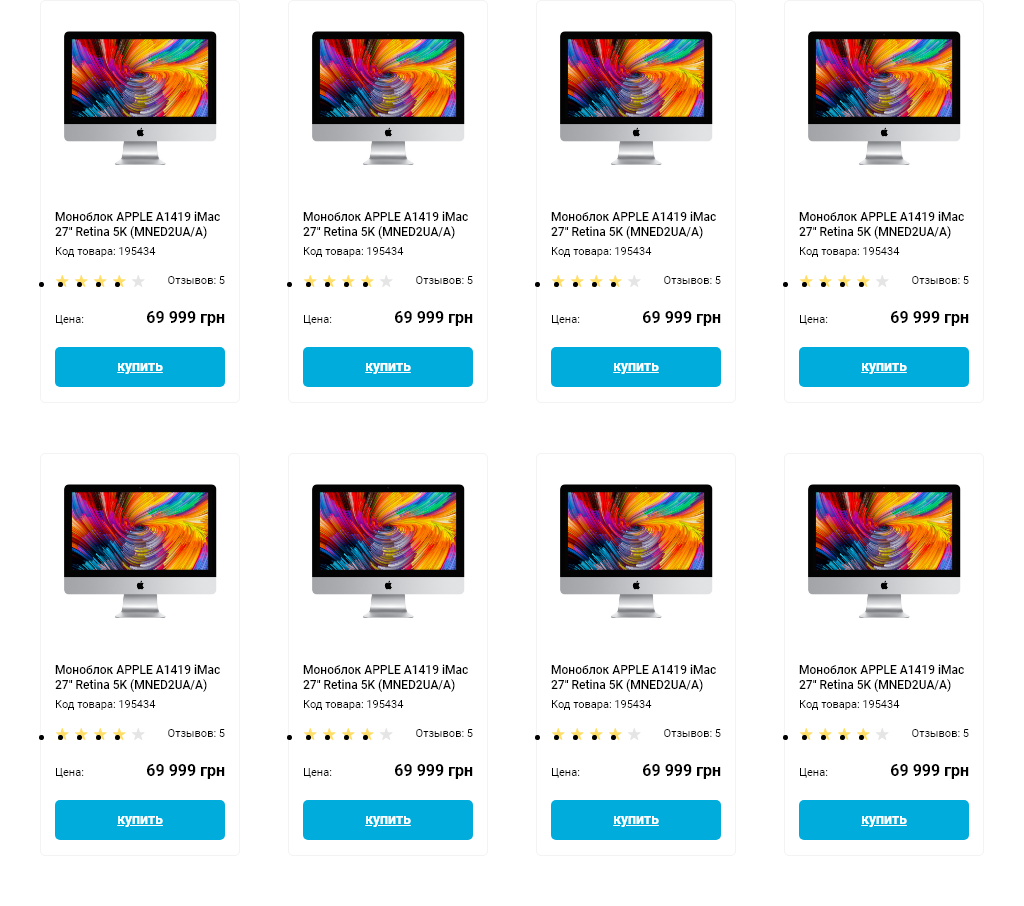 Моноблок APPLE A1419 iMac
27" Retina 5K (MNED2UA/A)
Код товара: 195434
Отзывов: 5
Цена: 69 999 грн
купить
Моноблок APPLE A1419 iMac
27" Retina 5K (MNED2UA/A)
Код товара: 195434
Отзывов: 5
Цена: 69 999 грн
купить
Моноблок APPLE A1419 iMac
27" Retina 5K (MNED2UA/A)
Код товара: 195434
Отзывов: 5
Цена: 69 999 грн
купить
Моноблок APPLE A1419 iMac
27" Retina 5K (MNED2UA/A)
Код товара: 195434
Отзывов: 5
Цена: 69 999 грн
купить
Моноблок APPLE A1419 iMac
27" Retina 5K (MNED2UA/A)
Код товара: 195434
Отзывов: 5
Цена: 69 999 грн
купить
Моноблок APPLE A1419 iMac
27" Retina 5K (MNED2UA/A)
Код товара: 195434
Отзывов: 5
Цена: 69 999 грн
купить
Моноблок APPLE A1419 iMac
27" Retina 5K (MNED2UA/A)
Код товара: 195434
Отзывов: 5
Цена: 69 999 грн
купить
Моноблок APPLE A1419 iMac
27" Retina 5K (MNED2UA/A)
Код товара: 195434
Отзывов: 5
Цена: 69 999 грн
купить